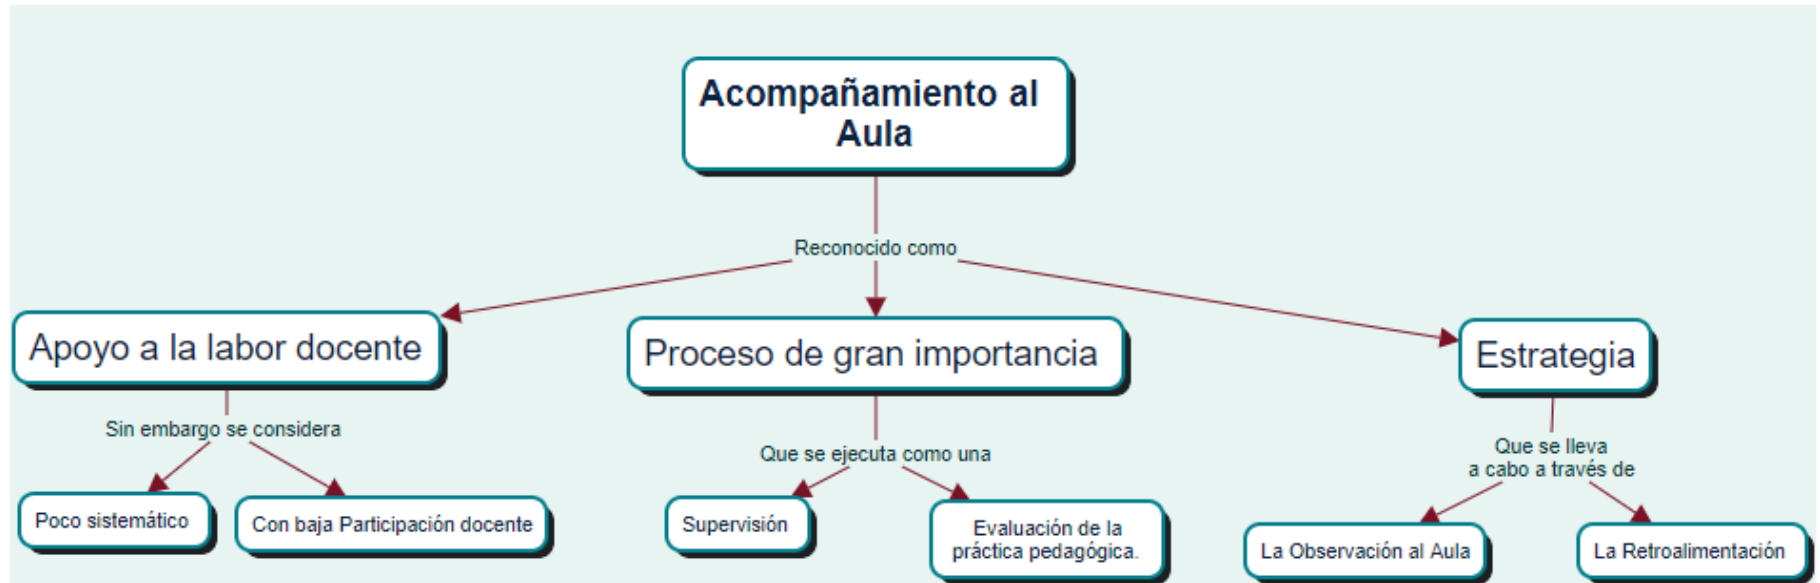 Acompañamiento al
Aula
Reconocido como
Apoyo a la labor docente
Proceso de gran importancia
Estrategia
Sin embargo se considera
Que se ejecuta como una
Que se lleva
a cabo a través de
Poco sistemático
Con baja Participación docente
Supervisión
Evaluación de la
práctica pedagógica.
La Observación al Aula
La Retroalimentación